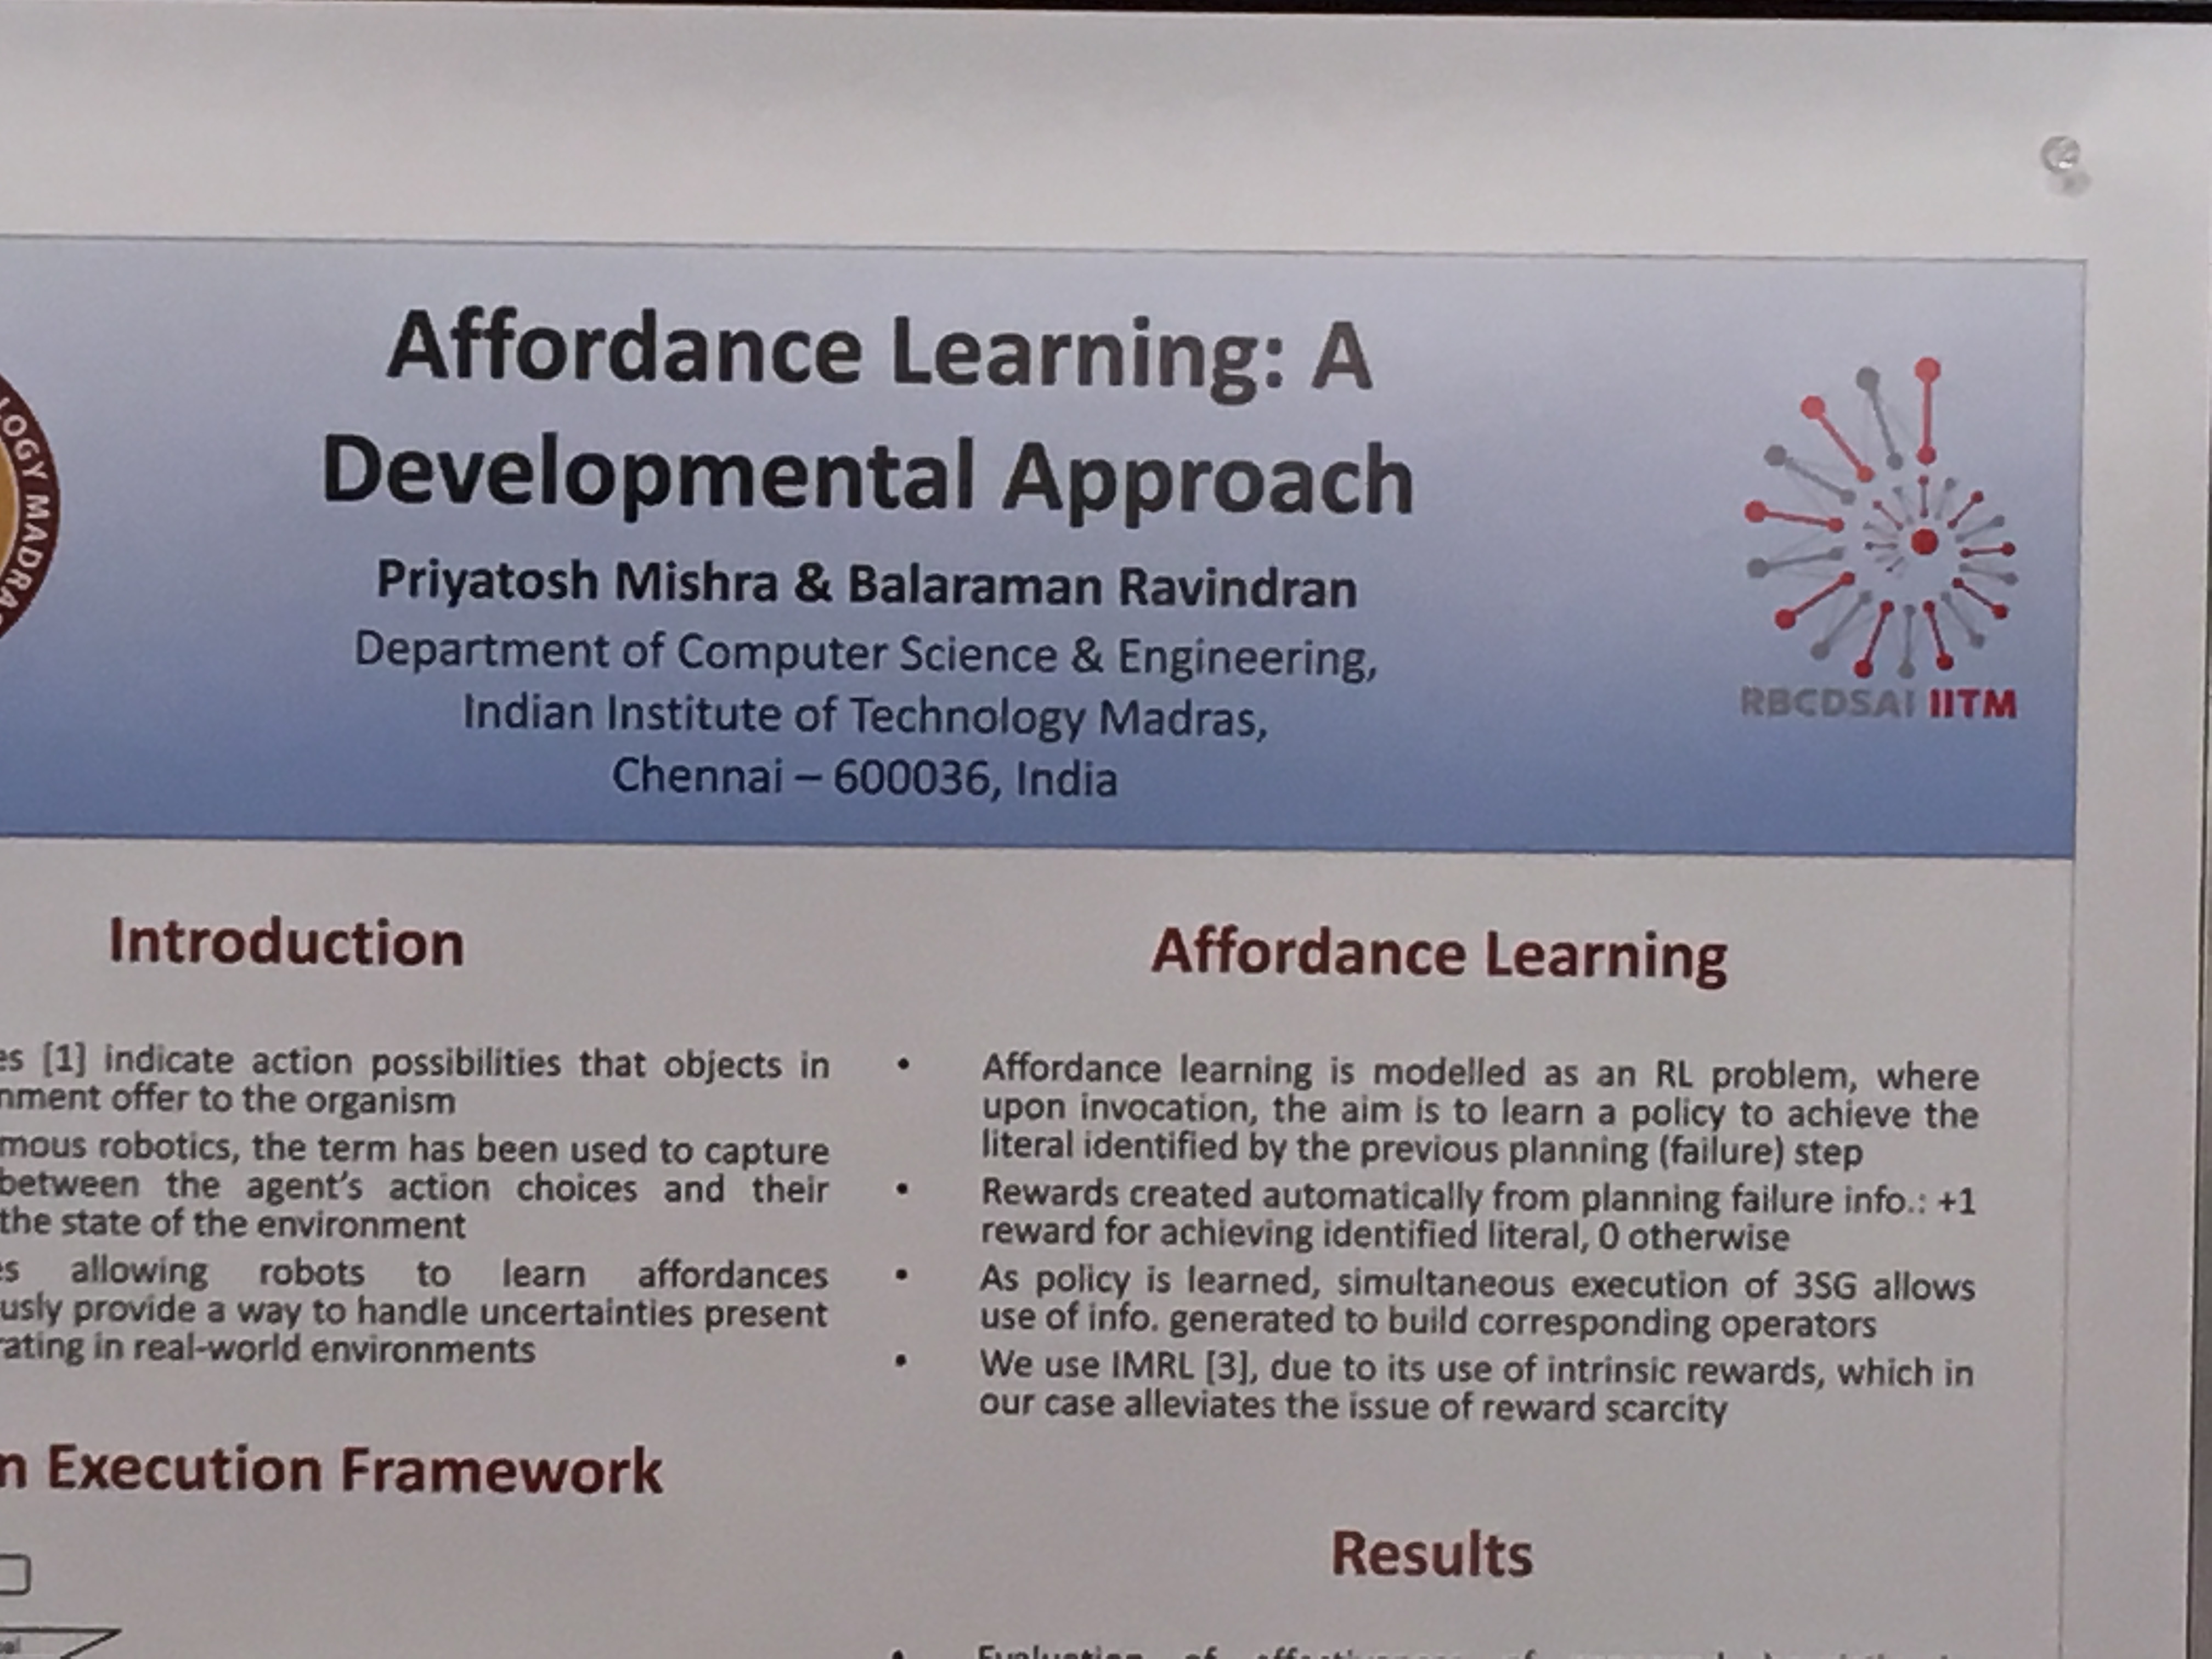 Affordance Learning: A
Developmental Approach
Priyatosh Mishra & Balaraman Ravindran
Department of Computer Science & Engineering,
Indian Institute of Technology Madras,
Chennai – 600036, India
LOGY MADRA
RBCDSAI IITM
Introduction
es [1] indicate action possibilities that objects in
nment offer to the organism
mous robotics, the term has been used to capture
between the agent's action choices and their
the state of the environment
es allowing robots to learn affordances
usly provide a way to handle uncertainties present
rating in real-world environments
n Execution Framework
Affordance Learning
• Affordance learning is modelled as an RL problem, where
upon invocation, the aim is to learn a policy to achieve the
literal identified by the previous planning (failure) step
• Rewards created automatically from planning failure info.: +1
reward for achieving identified literal, 0 otherwise
• As policy is learned, simultaneous execution of 3SG allows
use of info. generated to build corresponding operators
• We use IMRL [3], due to its use of intrinsic rewards, which in
our case alleviates the issue of reward scarcity
Results
• Evaluation of effectiveness of